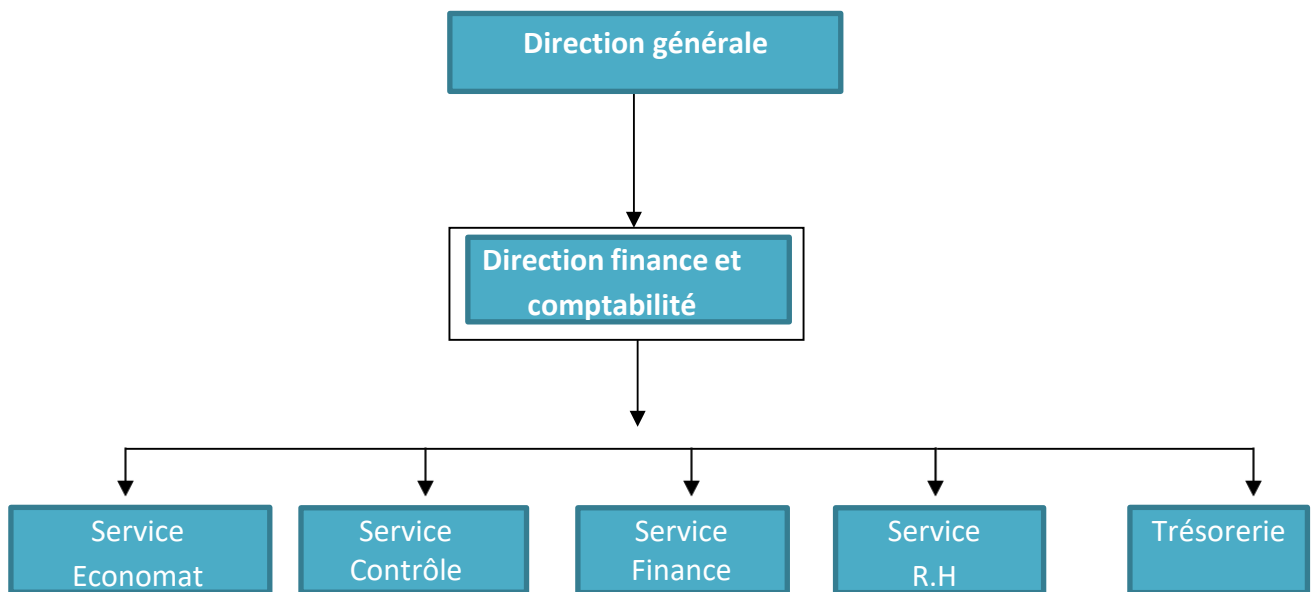 Direction générale
Direction finance et
comptabilité
Service
Economat
Service
Contrôle
Service
Finance
Service
R.H
Trésorerie